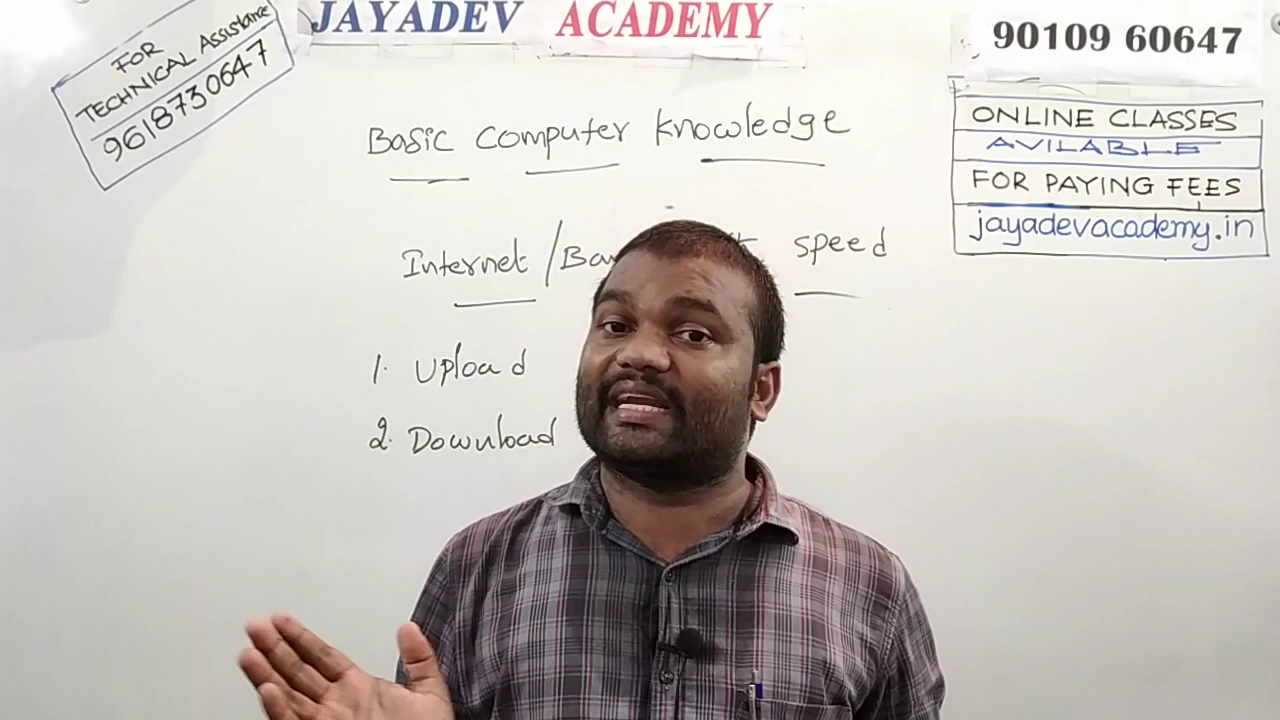 FOR
TECHNICAL Assistance
9618730647
JAYADEV ACADEMY
90109 60647
ONLINE CLASSES
AVILABLE
FOR PAYING FEES
jayadevacademy.in
Basic Computer Knowledge
Internet / speed
1. Upload
2. Download